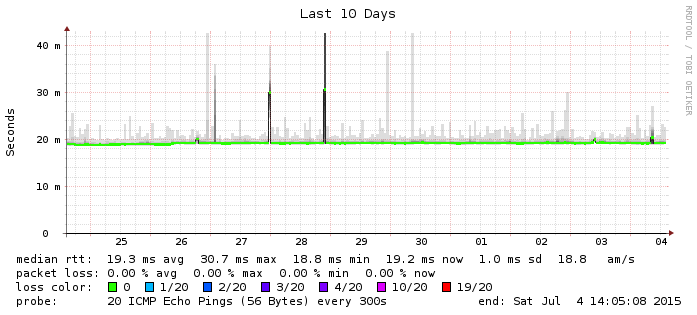 Last 10 Days
RRDTOOL / TOBI OETIKER
Seconds
40 m
30 m
20 m
10 m
0
25 26 27 28 29 30 01 02 03 04
median rtt: 19.3 ms avg 30.7 ms max 18.8 ms min 19.2 ms now 1.0 ms sd 18.8 am/s
packet loss: 0.00 % avg 0.00 % max 0.00 % min 0.00 % now
loss color: 0 1/20 2/20 3/20 4/20 10/20 19/20
probe: 20 ICMP Echo Pings (56 Bytes) every 300s end: Sat Jul 4 14:05:08 2015